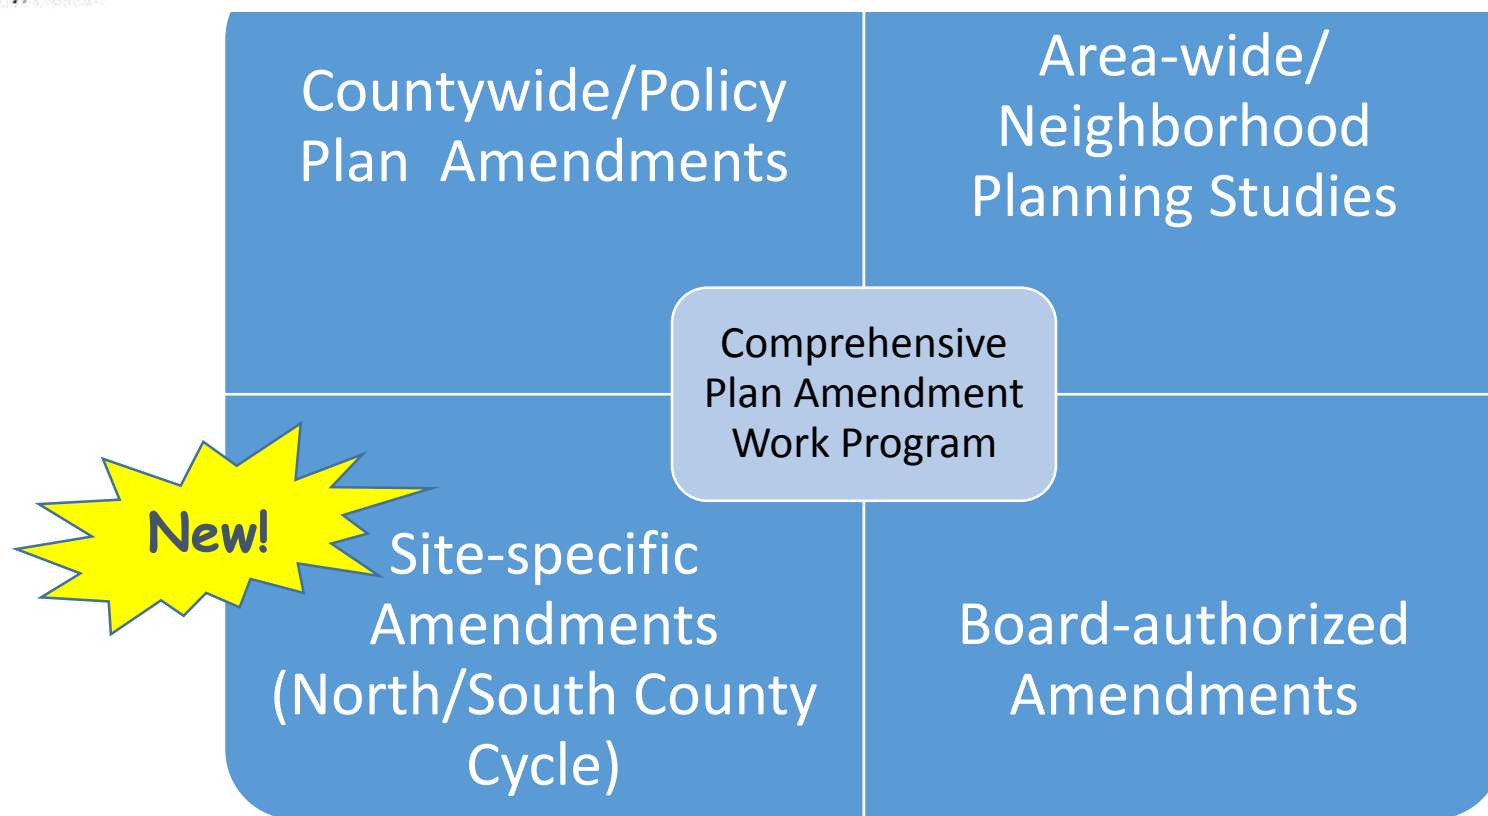 Countywide/Policy
Plan Amendments
Area-wide/
Neighborhood
Planning Studies
Comprehensive
Plan Amendment
Work Program
New!
Site-specific
Amendments
(North/South County
Cycle)
Board-authorized
Amendments